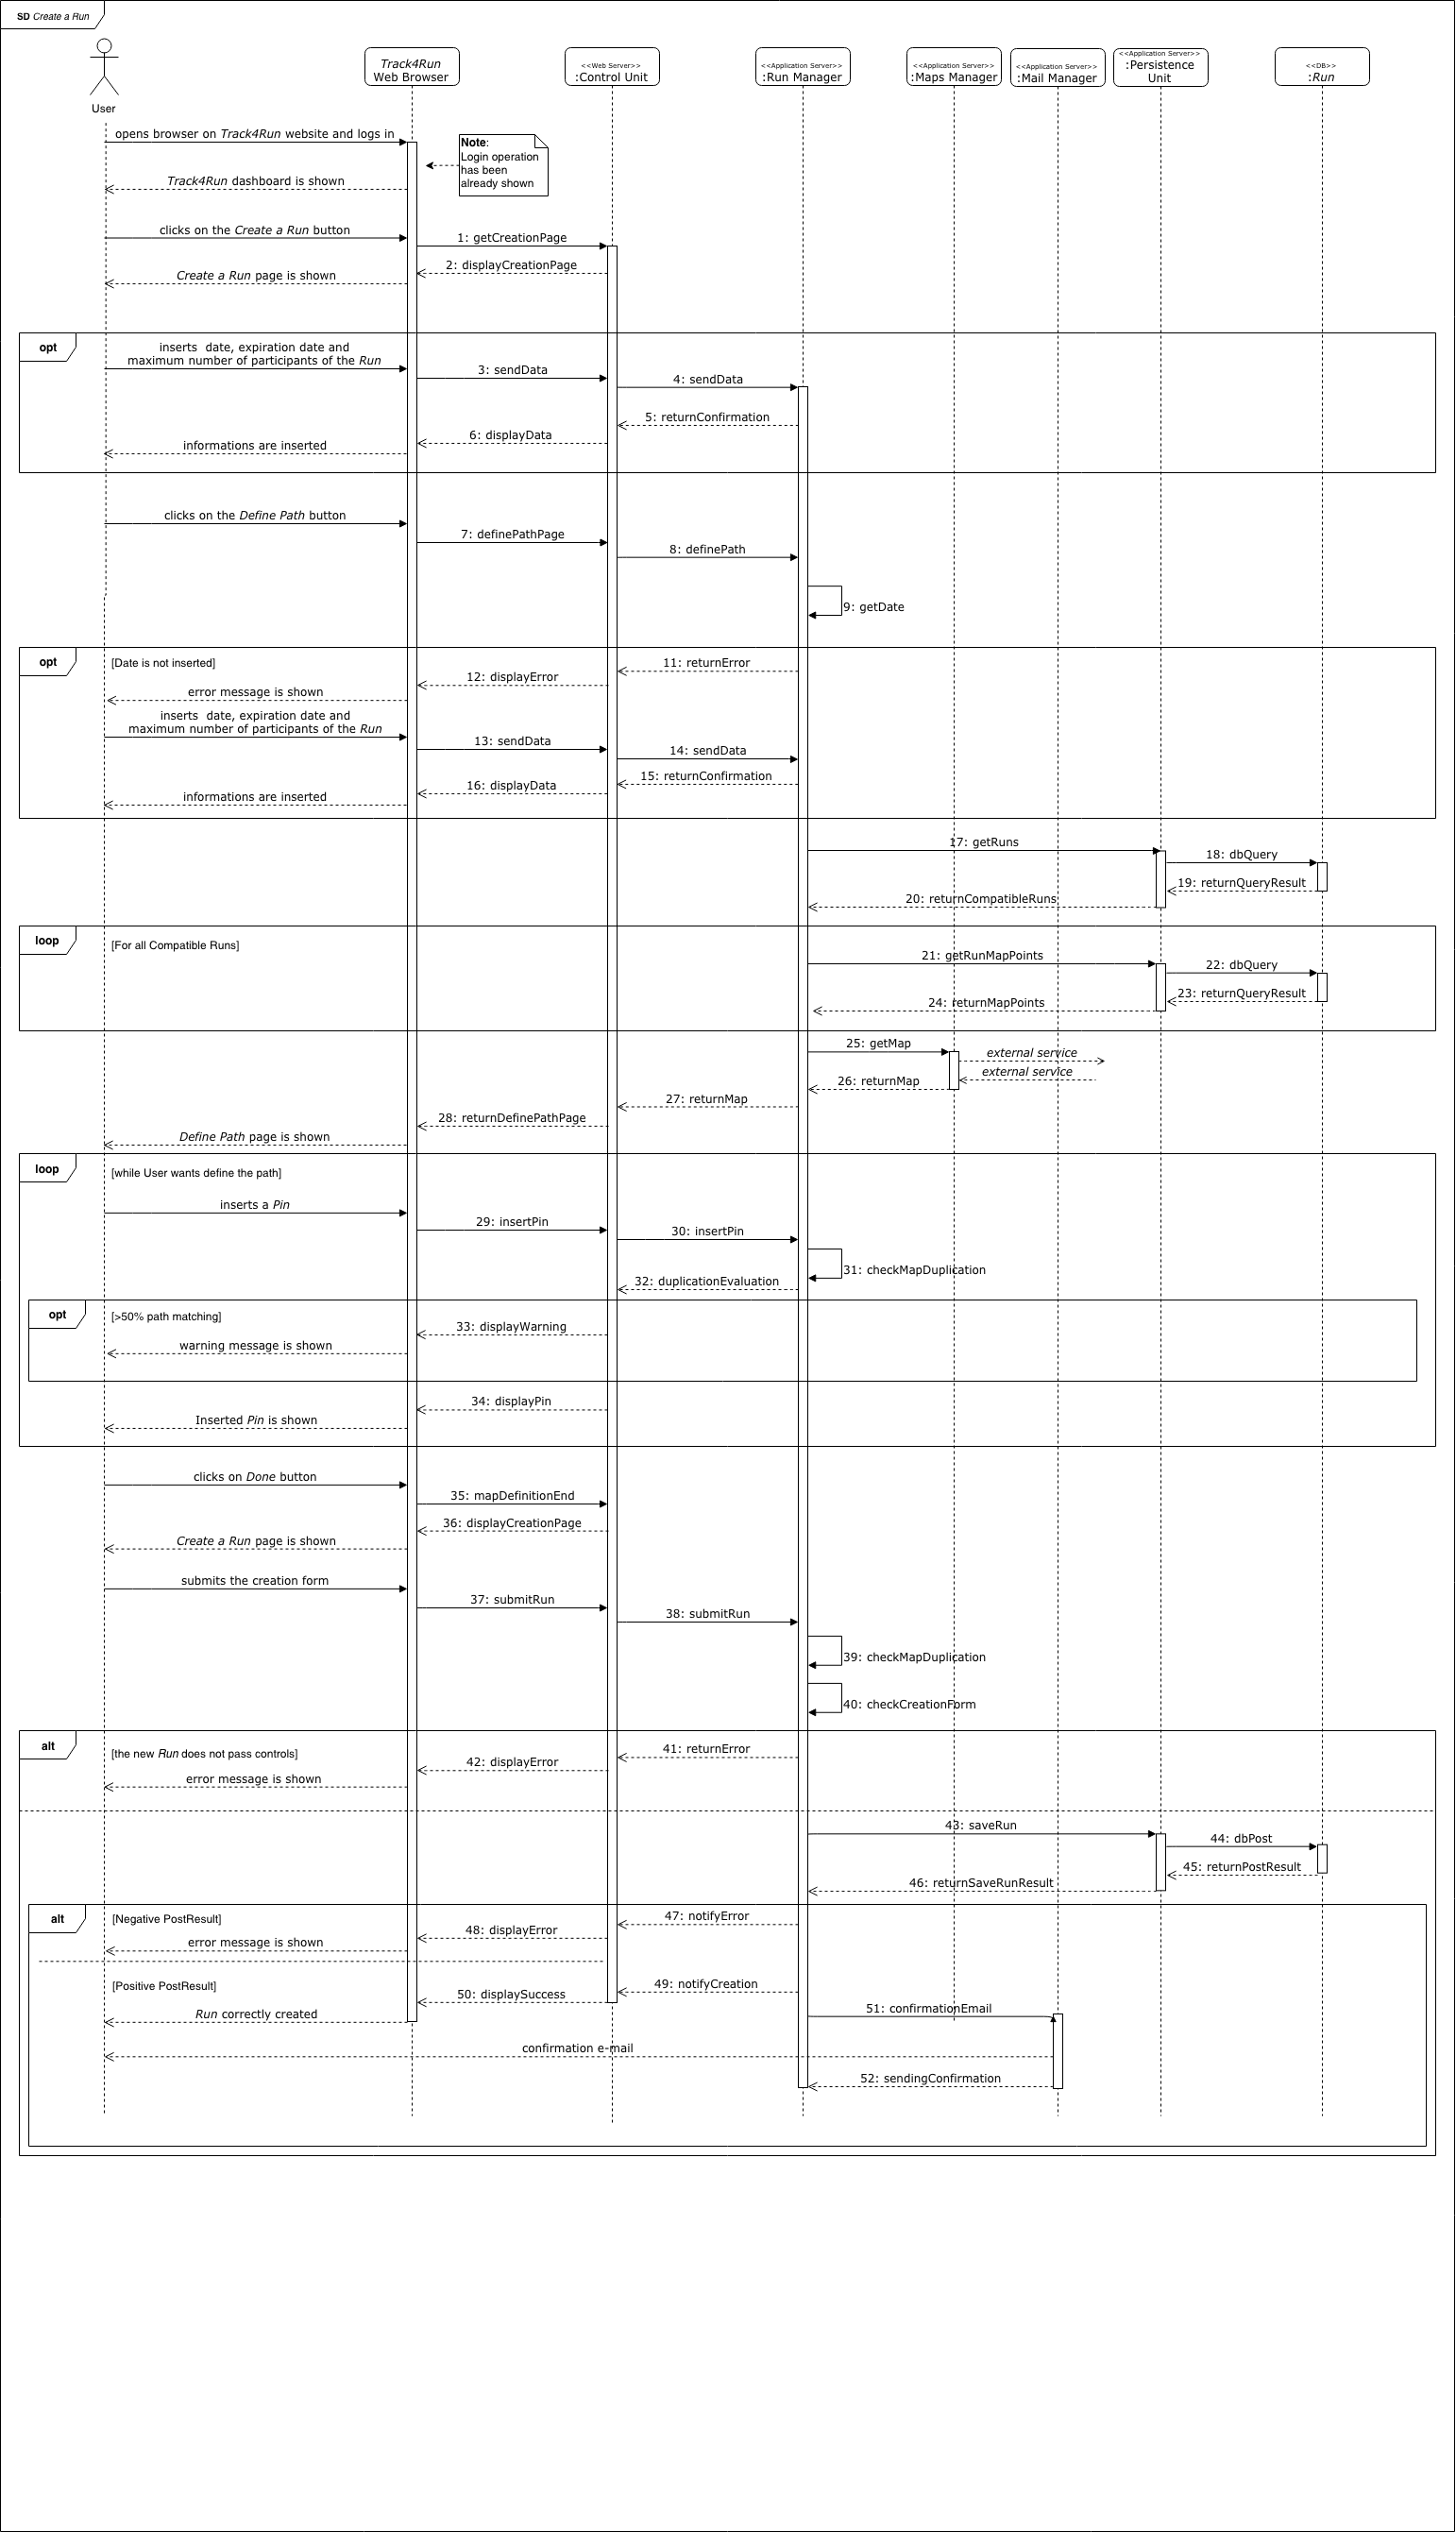 SD Create a Run
User
Track4Run
Web Browser
<<Web Server>>
:Control Unit
<<Application Server>>
:Run Manager
<<Application Server>>
:Maps Manager
<<Application Server>>
:Mail Manager
<<Application Server>>
:Persistence
Unit
<<DB>>
:Run
opens browser on Track4Run website and logs in
Note:
Login operation
has been
already shown
Track4Run dashboard is shown
clicks on the Create a Run button
1: getCreationPage
2: displayCreationPage
Create a Run page is shown
opt
inserts  date, expiration date and
maximum number of participants of the Run
3: sendData
4: sendData
5: returnConfirmation
6: displayData
informations are inserted
clicks on the Define Path button
7: definePathPage
8: definePath
9: getDate
opt
[Date is not inserted]
11: returnError
12: displayError
error message is shown
inserts  date, expiration date and
maximum number of participants of the Run
13: sendData
14: sendData
15: returnConfirmation
16: displayData
informations are inserted
17: getRuns
18: dbQuery
19: returnQueryResult
20: returnCompatibleRuns
loop
[For all Compatible Runs]
21: getRunMapPoints
22: dbQuery
23: returnQueryResult
24: returnMapPoints
25: getMap
external service
external service
26: returnMap
27: returnMap
28: returnDefinePathPage
Define Path page is shown
loop
[while User wants define the path]
inserts a Pin
29: insertPin
30: insertPin
31: checkMapDuplication
32: duplicationEvaluation
opt
[>50% path matching]
33: displayWarning
warning message is shown
34: displayPin
Inserted Pin is shown
clicks on Done button
35: mapDefinitionEnd
36: displayCreationPage
Create a Run page is shown
submits the creation form
37: submitRun
38: submitRun
39: checkMapDuplication
40: checkCreationForm
alt
[the new Run does not pass controls]
41: returnError
42: displayError
error message is shown
43: saveRun
44: dbPost
45: returnPostResult
46: returnSaveRunResult
alt
[Negative PostResult]
47: notifyError
48: displayError
error message is shown
[Positive PostResult]
49: notifyCreation
50: displaySuccess
Run correctly created
51: confirmationEmail
confirmation e-mail
52: sendingConfirmation